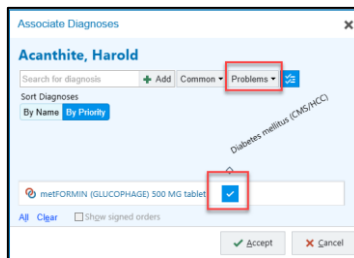 Associate Diagnoses
Acanthite, Harold
Search for diagnosis Add Common Problems
Sort Diagnoses
By Name By Priority
Diabetes mellitus (CMS/HCC)
metFORMIN (GLUCOPHAGE) 500 MG tablet
All Clear Show signed orders
Accept Cancel